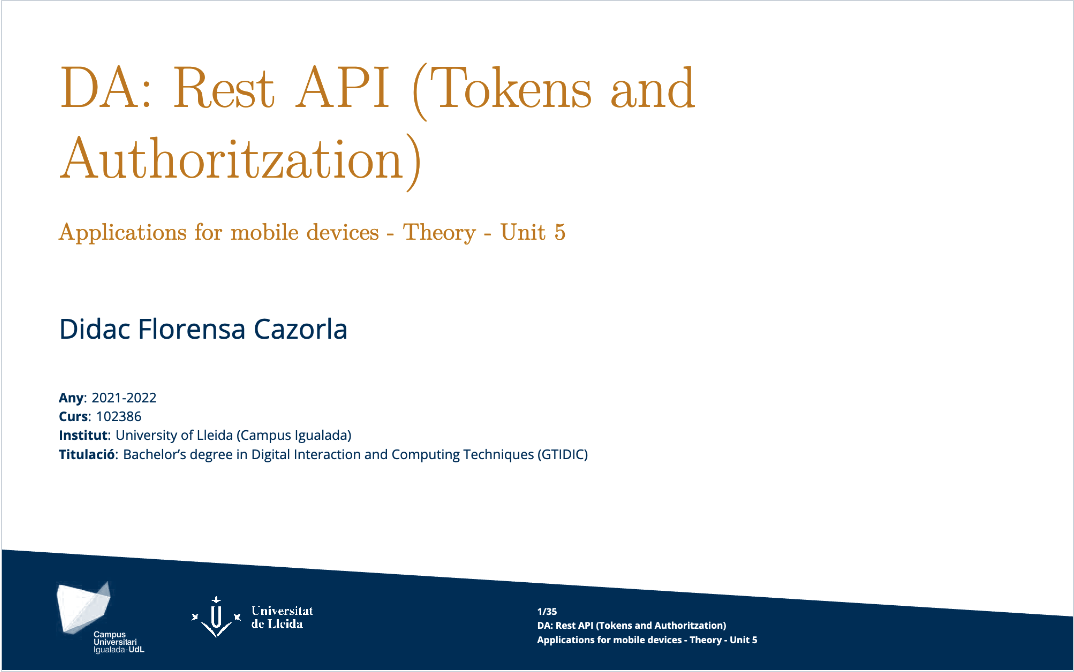 DA: Rest API (Tokens and
Authoritzation)
Applications for mobile devices - Theory - Unit 5
Didac Florensa Cazorla
Any: 2021-2022
Curs: 102386
Institut: University of Lleida (Campus Igualada)
Titulació: Bachelor's degree in Digital Interaction and Computing Techniques (GTIDIC)
Campus
Universitari
Igualada-UdL
Universitat
de Lleida
1/35
DA: Rest API (Tokens and Authoritzation)
Applications for mobile devices - Theory - Unit 5